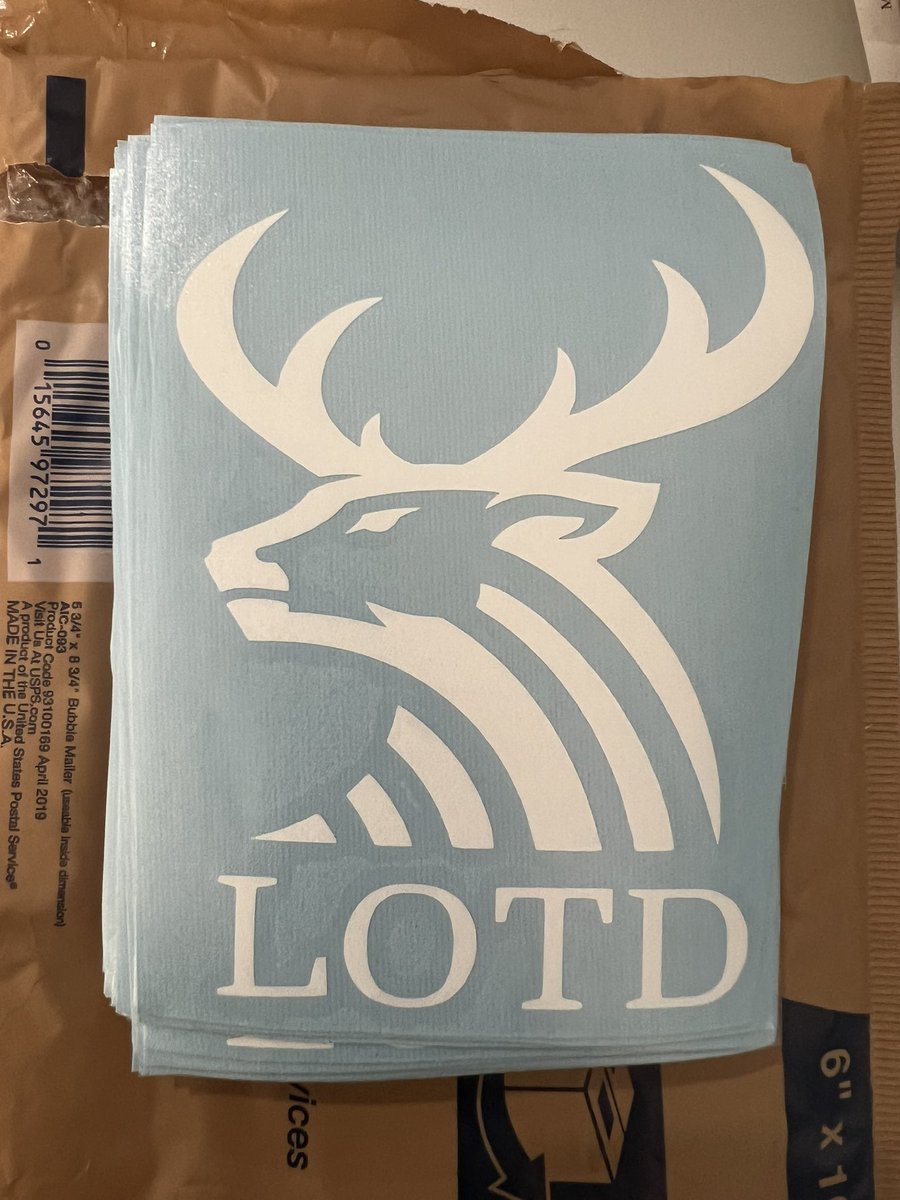 LOTD
0 15645 97297 1
5 3/4" x 8 3/4" Bubble Mailer (useable inside dimension)
AIC-093
Product Code 93100169 April 2019
Visit Us At USPS.com
A product of the United States Postal Service®
MADE IN THE U.S.A.
vices
6" x 1
M